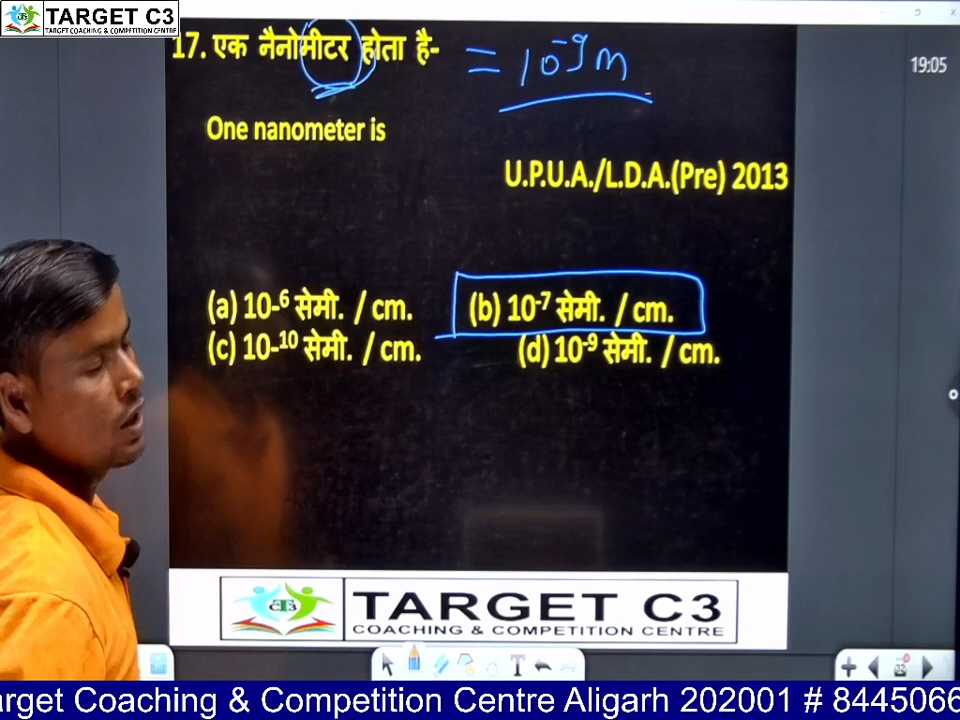 TARGET C3
TARGET COACHING & COMPETITION CENTRE
17. एक नैनोमीटर होता है-
= 10⁻⁹ m
19:05
One nanometer is
U.P.U.A./L.D.A.(Pre) 2013
(a) 10-⁶ सेमी. / cm. (b) 10⁻⁷ सेमी. / cm.
(c) 10-¹⁰ सेमी. / cm. (d) 10⁻⁹ सेमी. / cm.
CT3
TARGET C3
COACHING & COMPETITION CENTRE
T
arget Coaching & Competition Centre Aligarh 202001 # 8445066